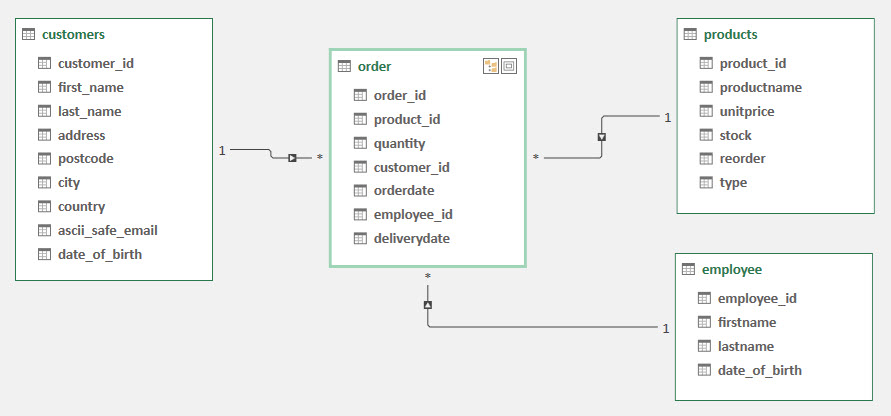 customers
customer_id
first_name
last_name
address
postcode
city
country
ascii_safe_email
date_of_birth
1
*
order
order_id
product_id
quantity
customer_id
orderdate
employee_id
deliverydate
*
*
1
products
product_id
productname
unitprice
stock
reorder
type
1
employee
employee_id
firstname
lastname
date_of_birth